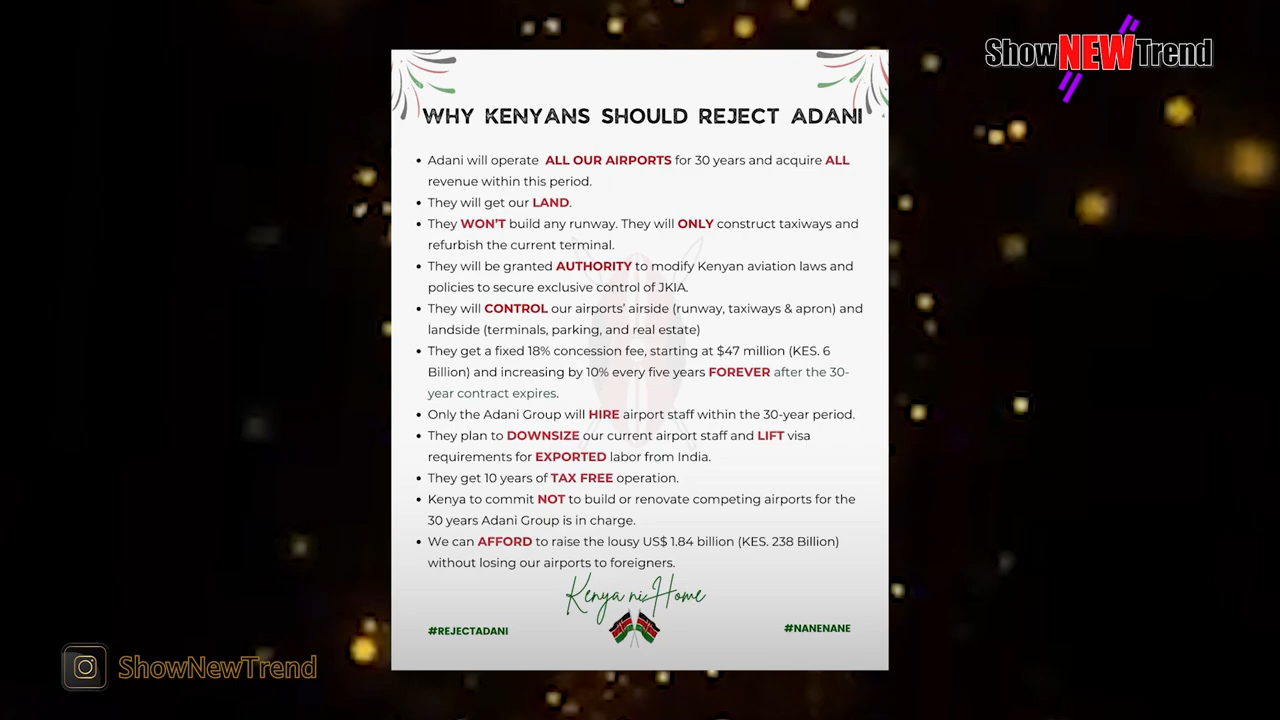 ShowNEWTrend
WHY KENYANS SHOULD REJECT ADANI
• Adani will operate ALL OUR AIRPORTS for 30 years and acquire ALL
revenue within this period.
• They will get our LAND.
• They WON'T build any runway. They will ONLY construct taxiways and
refurbish the current terminal.
• They will be granted AUTHORITY to modify Kenyan aviation laws and
policies to secure exclusive control of JKIA.
• They will CONTROL our airports' airside (runway, taxiways & apron) and
landside (terminals, parking, and real estate)
• They get a fixed 18% concession fee, starting at $47 million (KES. 6
Billion) and increasing by 10% every five years FOREVER after the 30-
year contract expires.
• Only the Adani Group will HIRE airport staff within the 30-year period.
• They plan to DOWNSIZE our current airport staff and LIFT visa
requirements for EXPORTED labor from India.
• They get 10 years of TAX FREE operation.
• Kenya to commit NOT to build or renovate competing airports for the
30 years Adani Group is in charge.
• We can AFFORD to raise the lousy US$ 1.84 billion (KES. 238 Billion)
without losing our airports to foreigners.
Kenya ni Home
#REJECTADANI
#NANENANE
ShowNewTrend